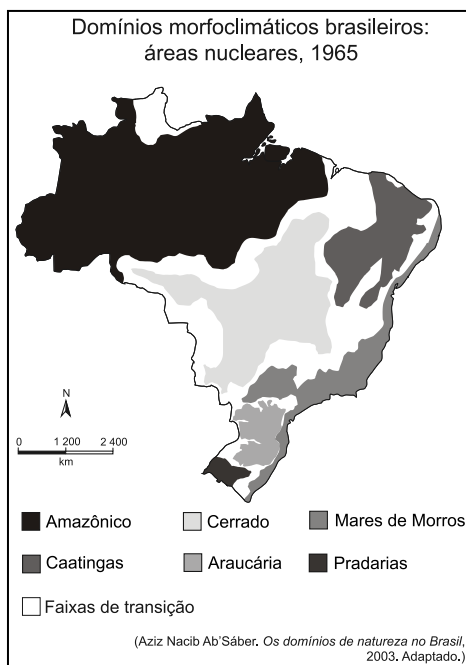 Domínios morfoclimáticos brasileiros:
áreas nucleares, 1965
N
0 1 200 2 400
km
Amazônico
Cerrado
Mares de Morros
Caatingas
Araucária
Pradarias
Faixas de transição
(Aziz Nacib Ab’Sáber. Os domínios de natureza no Brasil,
2003. Adaptado.)